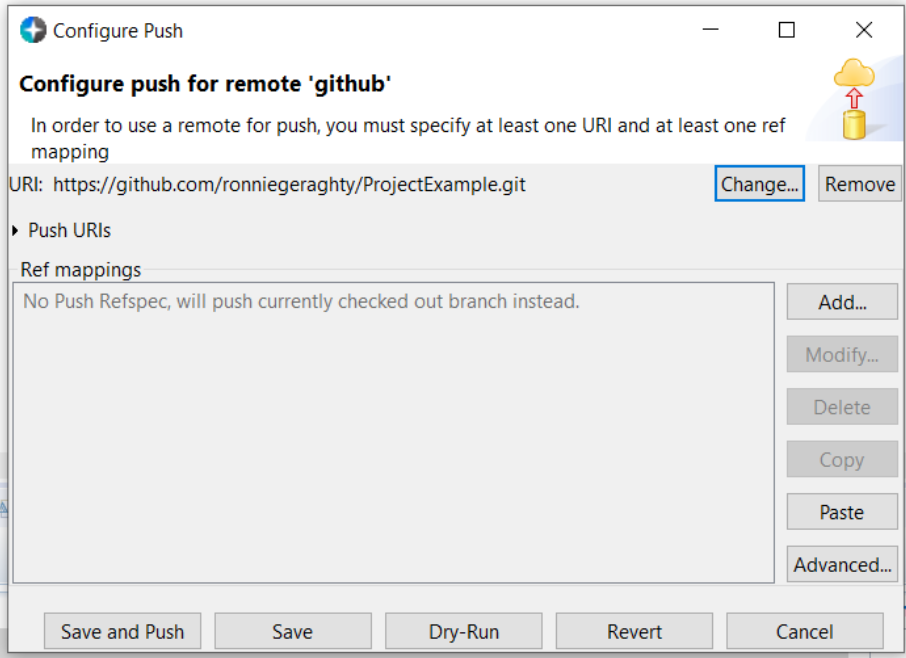 Configure Push
Configure push for remote 'github'
In order to use a remote for push, you must specify at least one URI and at least one ref
mapping
URI: https://github.com/ronniegeraghty/ProjectExample.git Change... Remove
Push URIs
Ref mappings
No Push Refspec, will push currently checked out branch instead. Add...
Modify...
Delete
Copy
Paste
Advanced...
Save and Push Save Dry-Run Revert Cancel